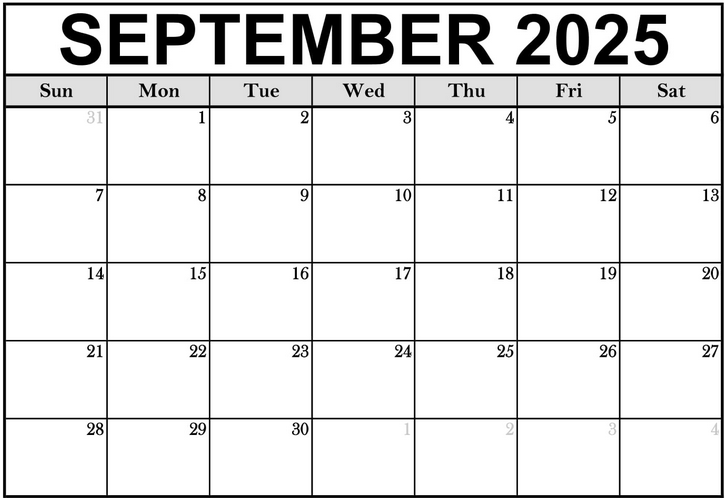 SEPTEMBER 2025
Sun Mon Tue Wed Thu Fri Sat
31 1 2 3 4 5 6
7 8 9 10 11 12 13
14 15 16 17 18 19 20
21 22 23 24 25 26 27
28 29 30 1 2 3 4